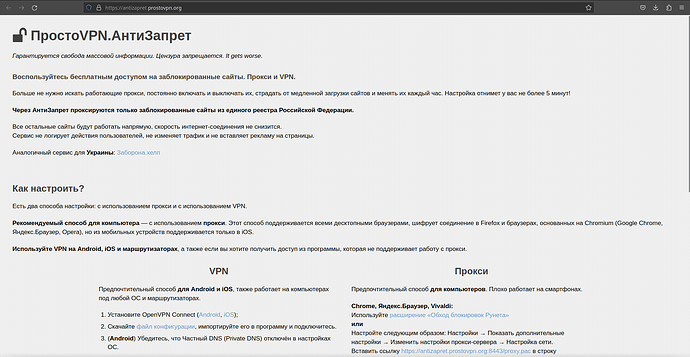 https://antizapret.prostovpn.org
ПростоVPN.АнтиЗапрет
Гарантируется свобода массовой информации. Цензура запрещается. It gets worse.
Воспользуйтесь бесплатным доступом на заблокированные сайты. Прокси и VPN.
Больше не нужно искать работающие прокси, постоянно включать и выключать их, страдать от медленной загрузки сайтов и менять их каждый час. Настройка отнимет у вас не более 5 минут!
Через АнтиЗапрет проксируются только заблокированные сайты из единого реестра Российской Федерации.
Все остальные сайты будут работать напрямую, скорость интернет-соединения не снизится.
Сервис не логирует действия пользователей, не изменяет трафик и не вставляет рекламу на страницы.
Аналогичный сервис для Украины: Заборона.хелп
Как настроить?
Есть два способа настройки: с использованием прокси и с использованием VPN.
Рекомендуемый способ для компьютера — с использованием прокси. Этот способ поддерживается всеми десктопными браузерами, шифрует соединение в Firefox и браузерах, основанных на Chromium (Google Chrome,
Яндекс.Браузер, Opera), но из мобильных устройств поддерживается только в iOS.
Используйте VPN на Android, iOS и маршрутизаторах, а также если вы хотите получить доступ из программы, которая не поддерживает работу с прокси.
VPN
Предпочтительный способ для Android и iOS, также работает на компьютерах
под любой ОС и маршрутизаторах.
1. Установите OpenVPN Connect (Android, iOS);
2. Скачайте файл конфигурации, импортируйте его в программу и подключитесь.
3. (Android) Убедитесь, что Частный DNS (Private DNS) отключён в настройках
ОС.
Прокси
Предпочтительный способ для компьютеров. Плохо работает на смартфонах.
Chrome, Яндекс.Браузер, Vivaldi:
Используйте расширение «Обход блокировок Рунета»
или
Настройте следующим образом: Настройки → Показать дополнительные
настройки → Изменить настройки прокси-сервера → Настройка сети.
Вставить ссылку https://antizapret.prostovpn.org:8443/proxy.pac в строку